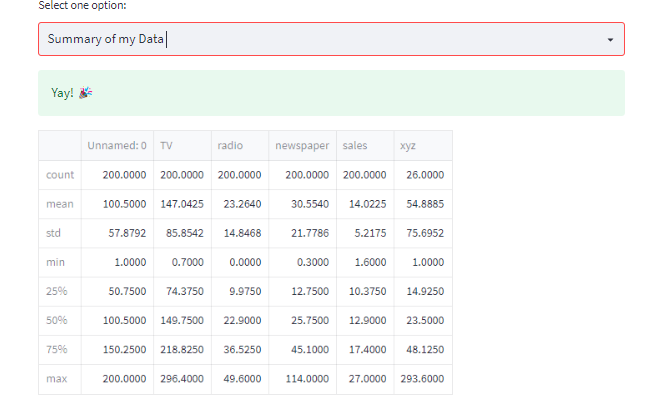 Select one option:
Summary of my Data
Yay! 🎉
Unnamed: 0 TV radio newspaper sales xyz
count 200.0000 200.0000 200.0000 200.0000 200.0000 26.0000
mean 100.5000 147.0425 23.2640 30.5540 14.0225 54.8885
std 57.8792 85.8542 14.8468 21.7786 5.2175 75.6952
min 1.0000 0.7000 0.0000 0.3000 1.6000 1.0000
25% 50.7500 74.3750 9.9750 12.7500 10.3750 14.9250
50% 100.5000 149.7500 22.9000 25.7500 12.9000 23.5000
75% 150.2500 218.8250 36.5250 45.1000 17.4000 48.1250
max 200.0000 296.4000 49.6000 114.0000 27.0000 293.6000